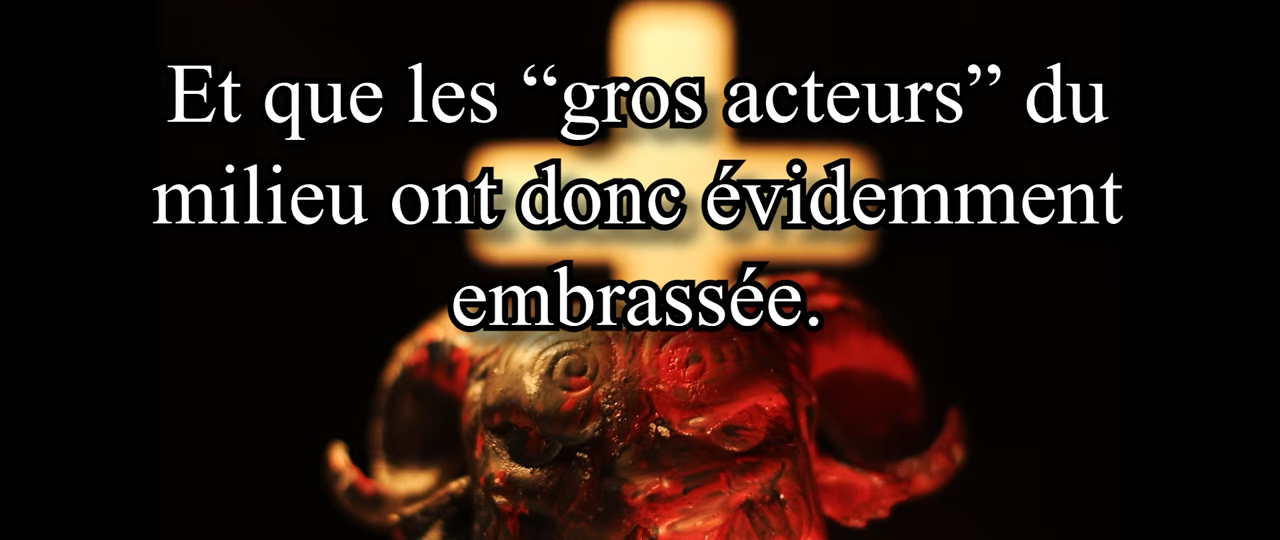 Et que les “gros acteurs” du
milieu ont donc évidemment
embrassée.